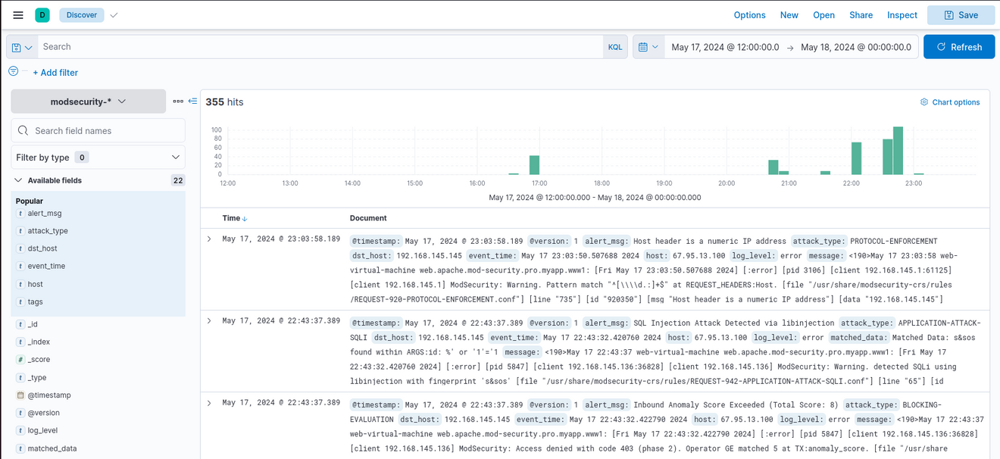 D Discover Options New Open Share Inspect Save
Search KQL May 17, 2024 @ 12:00:00.0 → May 18, 2024 @ 00:00:00.0 Refresh
+ Add filter
modsecurity-*
Search field names
Filter by type 0
Available fields 22
Popular
t alert_msg
t attack_type
t dst_host
t event_time
t host
t tags
t _id
t _index
# _score
t _type
@timestamp
t @version
t log_level
t matched_data
355 hits Chart options
100
80
60
40
20
0
12:00 13:00 14:00 15:00 16:00 17:00 18:00 19:00 20:00 21:00 22:00 23:00
May 17, 2024 @ 12:00:00.000 - May 18, 2024 @ 00:00:00.000
Time ↓ Document
May 17, 2024 @ 23:03:58.189 @timestamp: May 17, 2024 @ 23:03:58.189 @version: 1 alert_msg: Host header is a numeric IP address attack_type: PROTOCOL-ENFORCEMENT
dst_host: 192.168.145.145 event_time: May 17 23:03:50.507688 2024 host: 67.95.13.100 log_level: error message: <190>May 17 23:03:58 web-
virtual-machine web.apache.mod-security.pro.myapp.www1: [Fri May 17 23:03:50.507688 2024] [:error] [pid 3106] [client 192.168.145.1:61125]
[client 192.168.145.1] ModSecurity: Warning. Pattern match "^[\\\\d.:]+$" at REQUEST_HEADERS:Host. [file "/usr/share/modsecurity-crs/rules
/REQUEST-920-PROTOCOL-ENFORCEMENT.conf"] [line "735"] [id "920350"] [msg "Host header is a numeric IP address"] [data "192.168.145.145"]
May 17, 2024 @ 22:43:37.389 @timestamp: May 17, 2024 @ 22:43:37.389 @version: 1 alert_msg: SQL Injection Attack Detected via libinjection attack_type: APPLICATION-ATTACK-
SQLI dst_host: 192.168.145.145 event_time: May 17 22:43:32.420760 2024 host: 67.95.13.100 log_level: error matched_data: Matched Data: s&sos
found within ARGS:id: %' or '1'='1 message: <190>May 17 22:43:37 web-virtual-machine web.apache.mod-security.pro.myapp.www1: [Fri May 17
22:43:32.420760 2024] [:error] [pid 5847] [client 192.168.145.136:36828] [client 192.168.145.136] ModSecurity: Warning. detected SQLi using
libinjection with fingerprint 's&sos' [file "/usr/share/modsecurity-crs/rules/REQUEST-942-APPLICATION-ATTACK-SQLI.conf"] [line "65"] [id
May 17, 2024 @ 22:43:37.389 @timestamp: May 17, 2024 @ 22:43:37.389 @version: 1 alert_msg: Inbound Anomaly Score Exceeded (Total Score: 8) attack_type: BLOCKING-
EVALUATION dst_host: 192.168.145.145 event_time: May 17 22:43:32.422790 2024 host: 67.95.13.100 log_level: error message: <190>May 17 22:43:37
web-virtual-machine web.apache.mod-security.pro.myapp.www1: [Fri May 17 22:43:32.422790 2024] [:error] [pid 5847] [client 192.168.145.136:36828]
[client 192.168.145.136] ModSecurity: Access denied with code 403 (phase 2). Operator GE matched 5 at TX:anomaly_score. [file "/usr/share